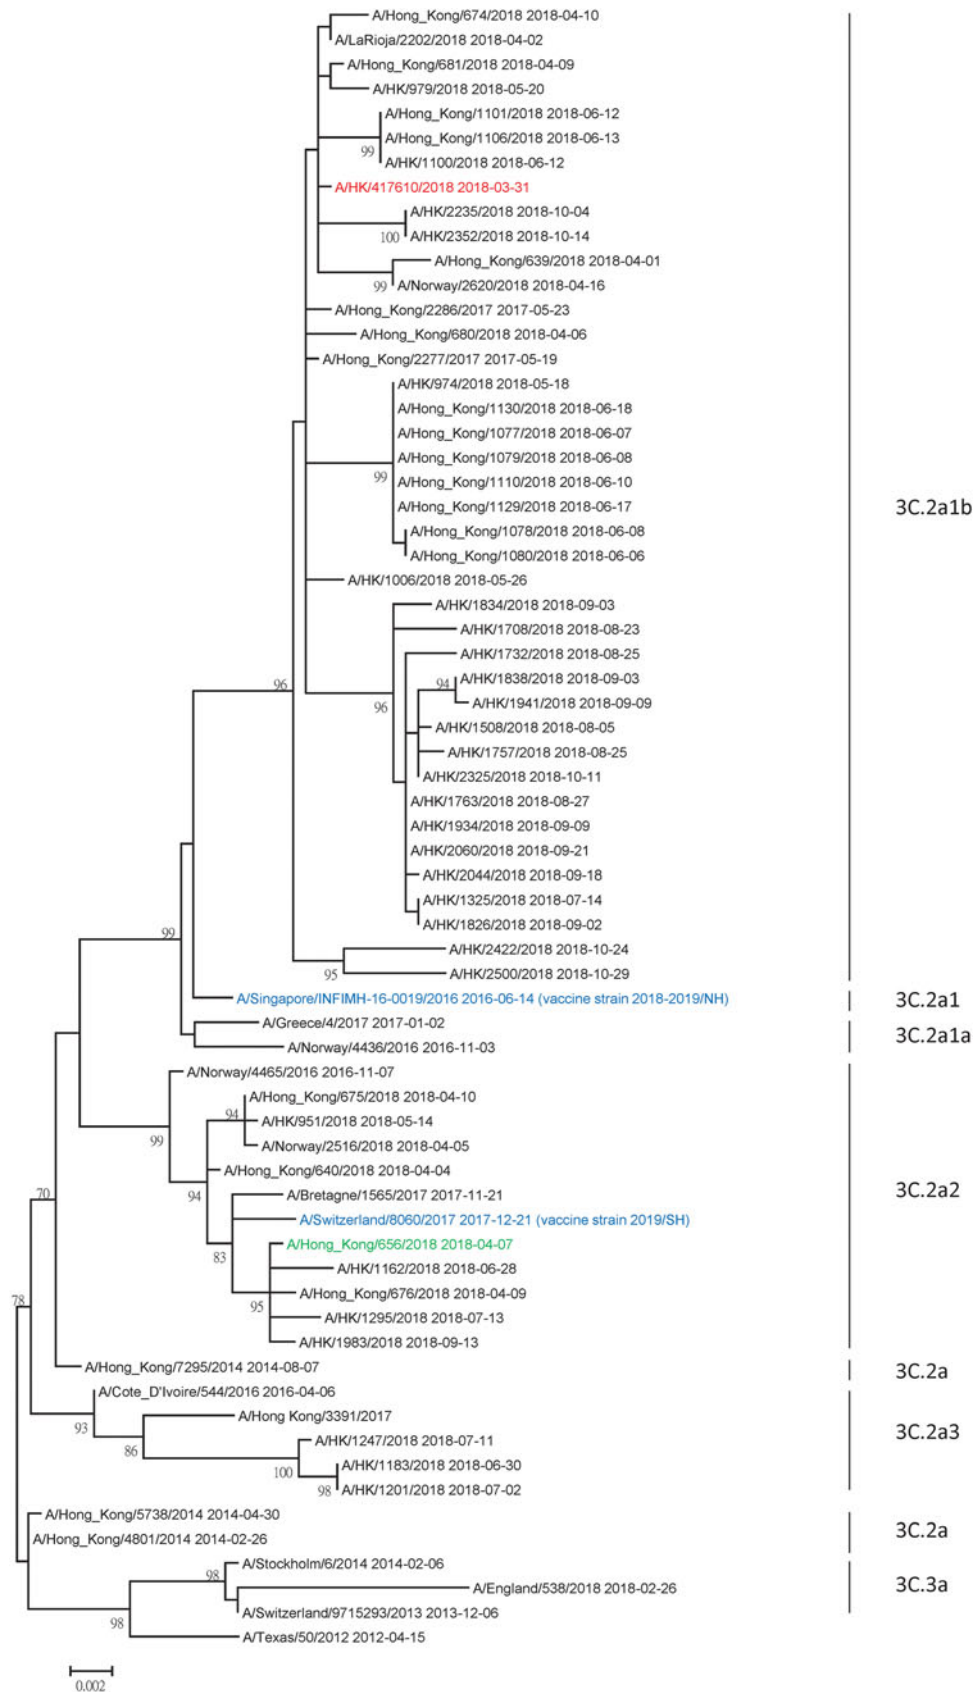 A/Hong_Kong/674/2018 2018-04-10
A/LaRioja/2202/2018 2018-04-02
A/Hong_Kong/681/2018 2018-04-09
A/HK/979/2018 2018-05-20
A/Hong_Kong/1101/2018 2018-06-12
A/Hong_Kong/1106/2018 2018-06-13
99
A/HK/1100/2018 2018-06-12
A/HK/417610/2018 2018-03-31
A/HK/2235/2018 2018-10-04
100
A/HK/2352/2018 2018-10-14
A/Hong_Kong/639/2018 2018-04-01
99
A/Norway/2620/2018 2018-04-16
A/Hong_Kong/2286/2017 2017-05-23
A/Hong_Kong/680/2018 2018-04-06
A/Hong_Kong/2277/2017 2017-05-19
A/HK/974/2018 2018-05-18
A/Hong_Kong/1130/2018 2018-06-18
A/Hong_Kong/1077/2018 2018-06-07
A/Hong_Kong/1079/2018 2018-06-08
99
A/Hong_Kong/1110/2018 2018-06-10
A/Hong_Kong/1129/2018 2018-06-17
3C.2a1b
A/Hong_Kong/1078/2018 2018-06-08
A/Hong_Kong/1080/2018 2018-06-06
A/HK/1006/2018 2018-05-26
A/HK/1834/2018 2018-09-03
A/HK/1708/2018 2018-08-23
A/HK/1732/2018 2018-08-25
96
94
A/HK/1838/2018 2018-09-03
96
A/HK/1941/2018 2018-09-09
A/HK/1508/2018 2018-08-05
A/HK/1757/2018 2018-08-25
A/HK/2325/2018 2018-10-11
A/HK/1763/2018 2018-08-27
A/HK/1934/2018 2018-09-09
A/HK/2060/2018 2018-09-21
A/HK/2044/2018 2018-09-18
A/HK/1325/2018 2018-07-14
A/HK/1826/2018 2018-09-02
99
A/HK/2422/2018 2018-10-24
95
A/HK/2500/2018 2018-10-29
A/Singapore/INFIMH-16-0019/2016 2016-06-14 (vaccine strain 2018-2019/NH)
3C.2a1
A/Greece/4/2017 2017-01-02
3C.2a1a
A/Norway/4436/2016 2016-11-03
A/Norway/4465/2016 2016-11-07
A/Hong_Kong/675/2018 2018-04-10
94
A/HK/951/2018 2018-05-14
99
A/Norway/2516/2018 2018-04-05
A/Hong_Kong/640/2018 2018-04-04
94
70
A/Bretagne/1565/2017 2017-11-21
3C.2a2
A/Switzerland/8060/2017 2017-12-21 (vaccine strain 2019/SH)
A/Hong_Kong/656/2018 2018-04-07
83
A/HK/1162/2018 2018-06-28
A/Hong_Kong/676/2018 2018-04-09
78
95
A/HK/1295/2018 2018-07-13
A/HK/1983/2018 2018-09-13
A/Hong_Kong/7295/2014 2014-08-07
3C.2a
A/Cote_D'Ivoire/544/2016 2016-04-06
A/Hong Kong/3391/2017
93
3C.2a3
A/HK/1247/2018 2018-07-11
86
A/HK/1183/2018 2018-06-30
100
98
A/HK/1201/2018 2018-07-02
A/Hong_Kong/5738/2014 2014-04-30
3C.2a
A/Hong_Kong/4801/2014 2014-02-26
A/Stockholm/6/2014 2014-02-06
98
3C.3a
A/England/538/2018 2018-02-26
A/Switzerland/9715293/2013 2013-12-06
98
A/Texas/50/2012 2012-04-15
0.002